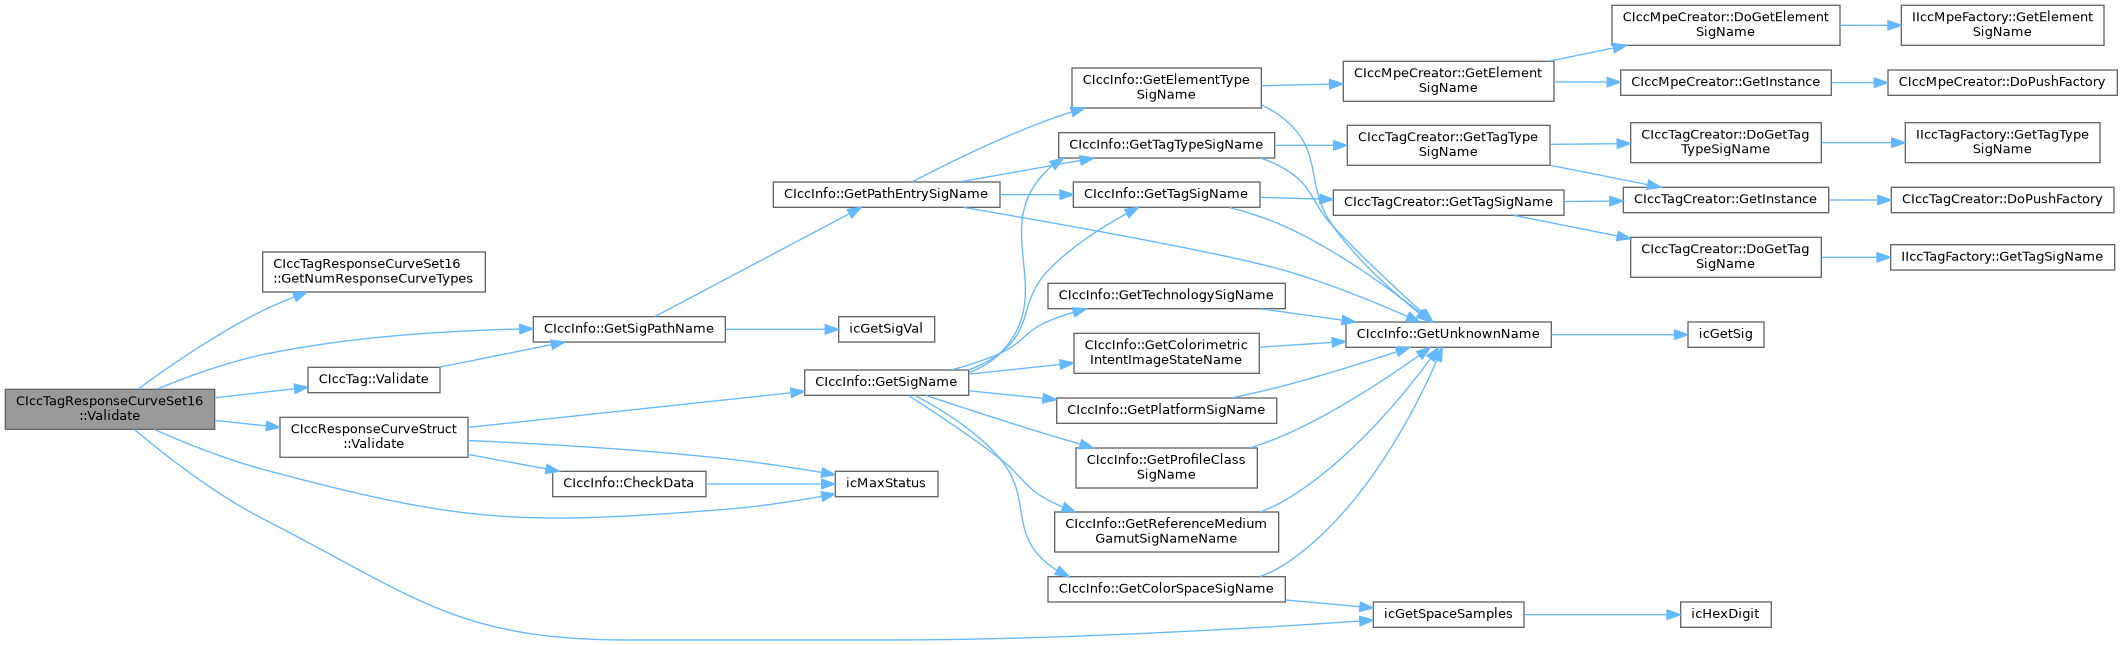 CIccTagResponseCurveSet16
::Validate
CIccTagResponseCurveSet16
::GetNumResponseCurveTypes
CIccInfo::GetSigPathName
CIccTag::Validate
CIccResponseCurveStruct
::Validate
CIccInfo::CheckData
icMaxStatus
icGetSigVal
CIccInfo::GetPathEntrySigName
CIccInfo::GetSigName
CIccInfo::GetElementType
SigName
CIccInfo::GetTagTypeSigName
CIccInfo::GetTagSigName
CIccInfo::GetTechnologySigName
CIccInfo::GetColorimetric
IntentImageStateName
CIccInfo::GetPlatformSigName
CIccInfo::GetProfileClass
SigName
CIccInfo::GetReferenceMedium
GamutSigNameName
CIccInfo::GetColorSpaceSigName
CIccMpeCreator::GetElement
SigName
CIccTagCreator::GetTagType
SigName
CIccTagCreator::GetTagSigName
CIccInfo::GetUnknownName
icGetSpaceSamples
CIccMpeCreator::DoGetElement
SigName
CIccMpeCreator::GetInstance
CIccTagCreator::DoGetTag
TypeSigName
CIccTagCreator::GetInstance
CIccTagCreator::DoGetTag
SigName
icGetSig
icHexDigit
IIccMpeFactory::GetElement
SigName
CIccMpeCreator::DoPushFactory
IIccTagFactory::GetTagType
SigName
CIccTagCreator::DoPushFactory
IIccTagFactory::GetTagSigName